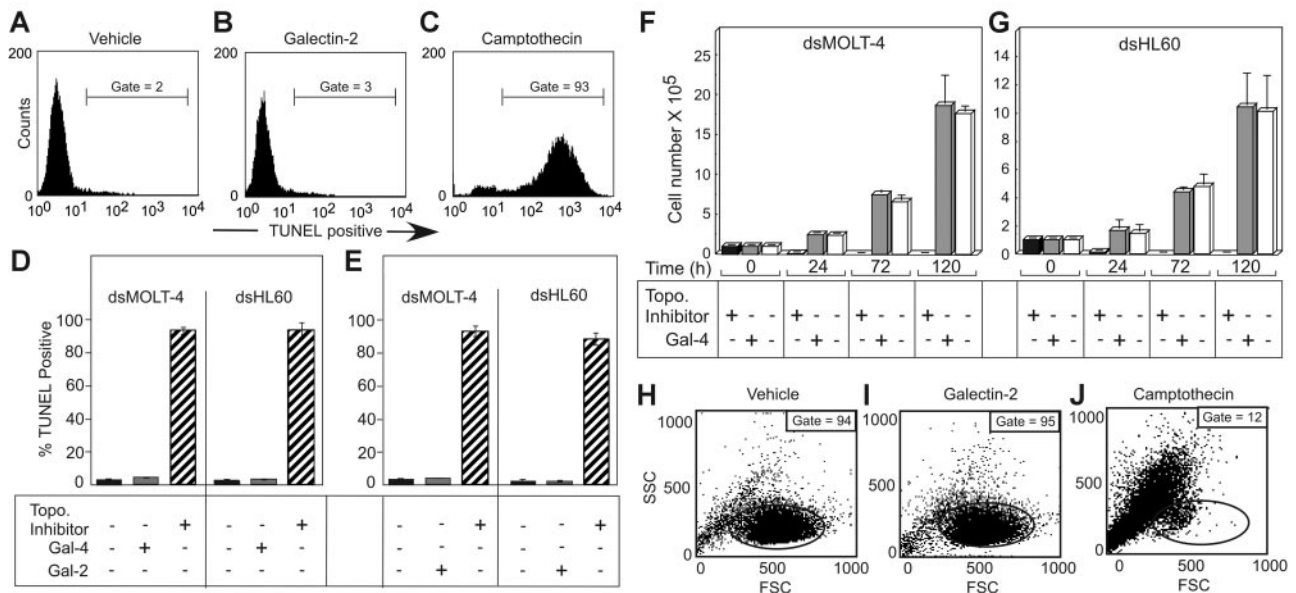 A
Vehicle
200
Counts
0
Gate = 2
10^0 10^1 10^2 10^3 10^4
B
Galectin-2
200
0
Gate = 3
10^0 10^1 10^2 10^3 10^4
C
Camptothecin
200
0
Gate = 93
10^0 10^1 10^2 10^3 10^4
TUNEL positive
D
dsMOLT-4 dsHL60
% TUNEL Positive
100
80
60
40
20
0
E
dsMOLT-4 dsHL60
100
80
60
40
20
0
Topo.
Inhibitor - - + - - + - - + - - +
Gal-4 - + - - + -
Gal-2 - + - - + -
F
dsMOLT-4
Cell number X 10^5
25
20
15
10
5
0
G
dsHL60
14
12
10
8
6
4
2
0
Time (h) 0 24 72 120 0 24 72 120
Topo.
Inhibitor + - - + - - + - - + - - + - - + - - + - - + - -
Gal-4 - + - - + - - + - - + - - + - - + - - + - - + -
H
Vehicle
1000
Gate = 94
SSC
500
0
0 500 1000
FSC
I
Galectin-2
1000
Gate = 95
500
0
0 500 1000
FSC
J
Camptothecin
1000
Gate = 12
500
0
0 500 1000
FSC